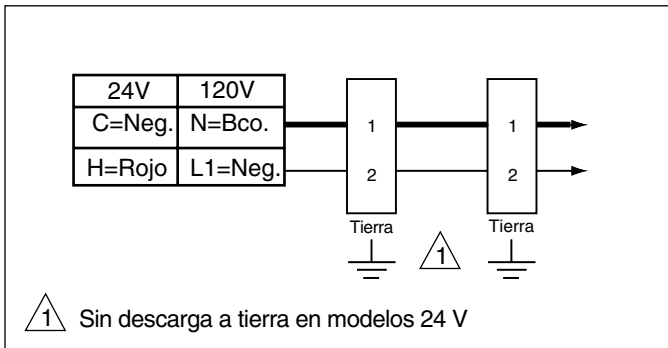 24V 120V
C=Neg. N=Bco.
H=Rojo L1=Neg.
1 1
2 2
Tierra Tierra
1
1 Sin descarga a tierra en modelos 24 V